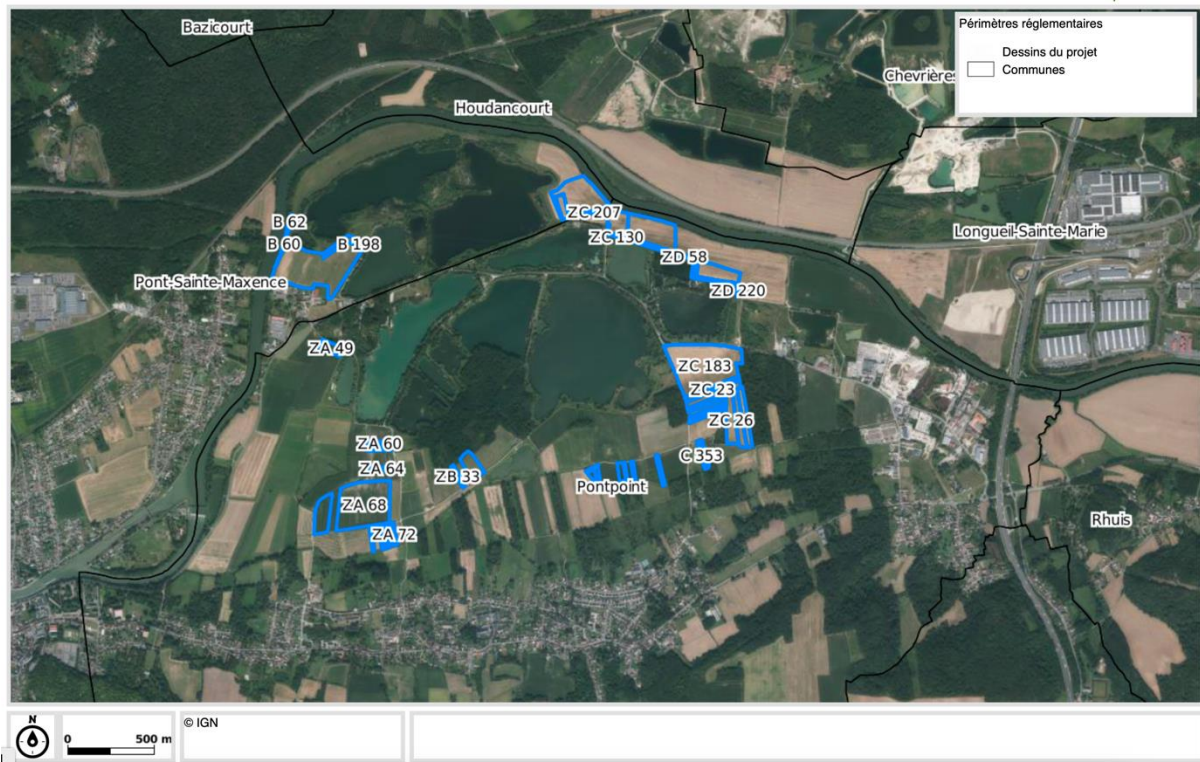 Bazicourt
Périmètres réglementaires
Dessins du projet
Communes
Chevrières
Houdancourt
B 62
B 60
B 198
Pont-Sainte-Maxence
ZC 207
ZC 130
ZD 58
ZD 220
Longueil-Sainte-Marie
ZA 49
ZC 183
ZC 23
ZC 26
C 353
ZA 60
ZA 64
ZB 33
Pontpoint
ZA 68
ZA 72
Rhuis
N
0 500 m
© IGN